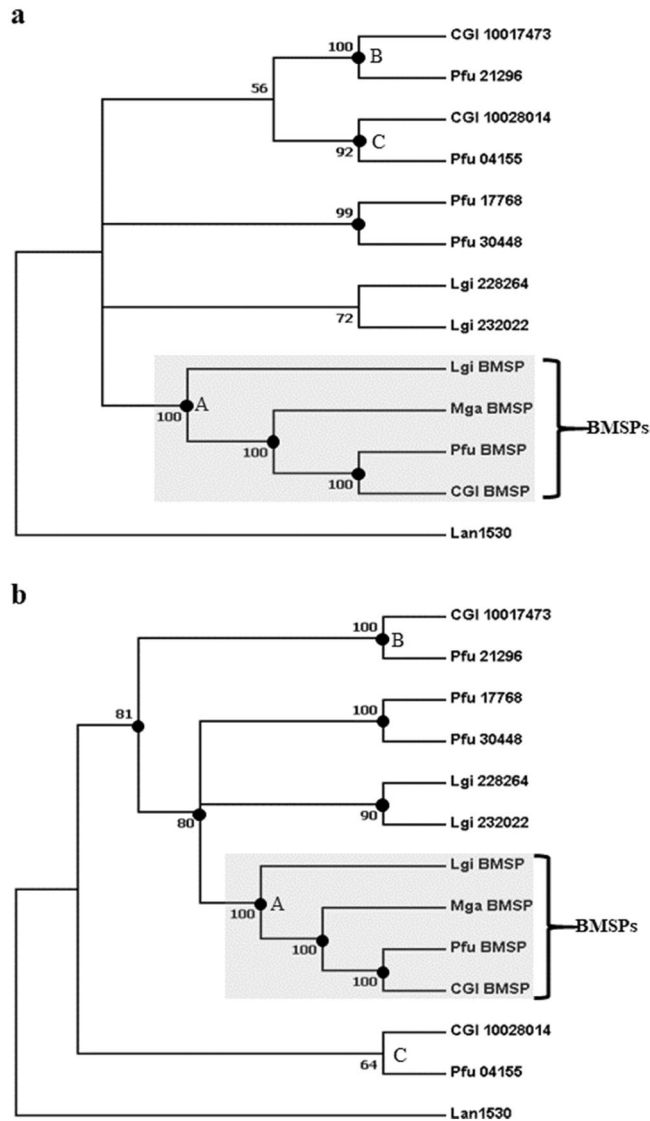 a
CGI 10017473
100
B
Pfu 21296
56
CGI 10028014
C
92
Pfu 04155
Pfu 17768
99
Pfu 30448
Lgi 228264
72
Lgi 232022
Lgi BMSP
A
100
Mga BMSP
BMSPs
100
Pfu BMSP
100
CGI BMSP
Lan1530
b
CGI 10017473
100
B
Pfu 21296
81
Pfu 17768
100
Pfu 30448
Lgi 228264
80
90
Lgi 232022
Lgi BMSP
A
100
Mga BMSP
BMSPs
100
Pfu BMSP
100
CGI BMSP
CGI 10028014
C
64
Pfu 04155
Lan1530